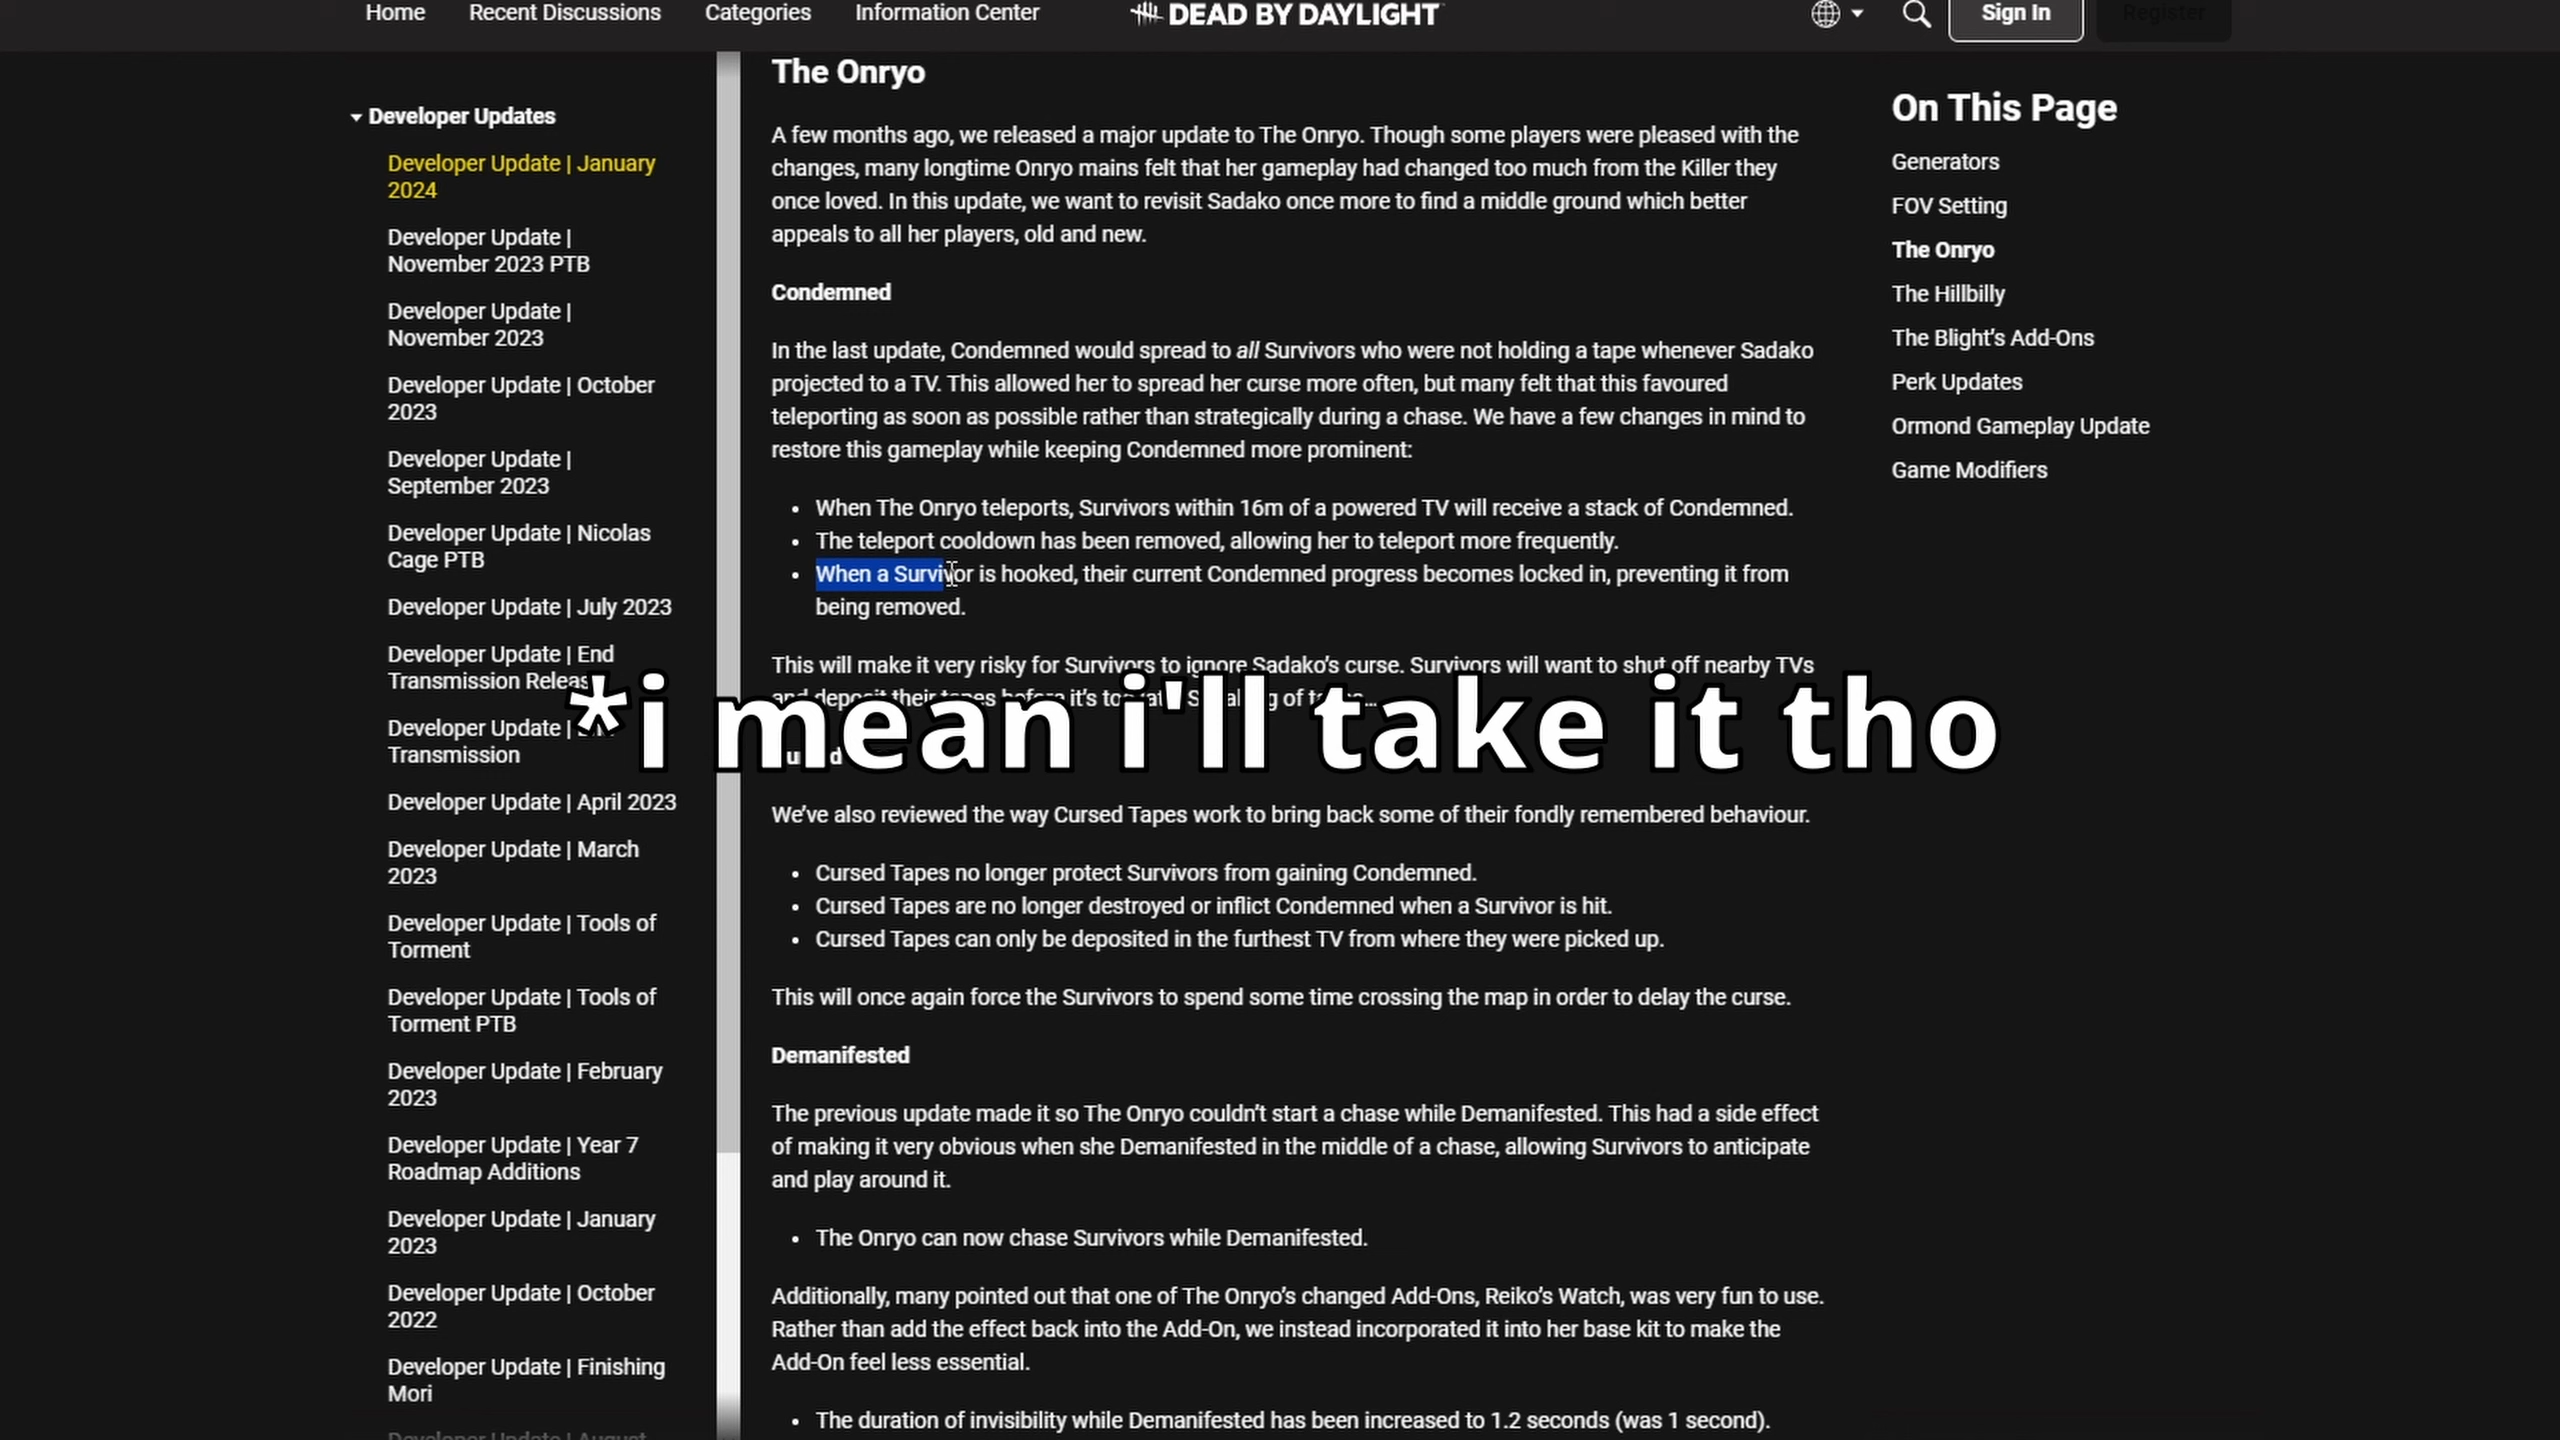 Home
Recent Discussions
Categories
Information Center
DEAD BY DAYLIGHT
Sign In
Register
Developer Updates
Developer Update | January
2024
Developer Update |
November 2023 PTB
Developer Update |
November 2023
Developer Update | October
2023
Developer Update |
September 2023
Developer Update | Nicolas
Cage PTB
Developer Update | July 2023
Developer Update | End
Transmission Releas
Developer Update |
Transmission
Developer Update | April 2023
Developer Update | March
2023
Developer Update | Tools of
Torment
Developer Update | Tools of
Torment PTB
Developer Update | February
2023
Developer Update | Year 7
Roadmap Additions
Developer Update | January
2023
Developer Update | October
2022
Developer Update | Finishing
Mori
Developer Update | August
The Onryo
A few months ago, we released a major update to The Onryo. Though some players were pleased with the
changes, many longtime Onryo mains felt that her gameplay had changed too much from the Killer they
once loved. In this update, we want to revisit Sadako once more to find a middle ground which better
appeals to all her players, old and new.
Condemned
In the last update, Condemned would spread to all Survivors who were not holding a tape whenever Sadako
projected to a TV. This allowed her to spread her curse more often, but many felt that this favoured
teleporting as soon as possible rather than strategically during a chase. We have a few changes in mind to
restore this gameplay while keeping Condemned more prominent:
• When The Onryo teleports, Survivors within 16m of a powered TV will receive a stack of Condemned.
• The teleport cooldown has been removed, allowing her to teleport more frequently.
• When a Survivor is hooked, their current Condemned progress becomes locked in, preventing it from
being removed.
This will make it very risky for Survivors to ignore Sadako's curse. Survivors will want to shut off nearby TVs
and deposit their tapes before it's too of
*i mean i'll take it tho
We've also reviewed the way Cursed Tapes work to bring back some of their fondly remembered behaviour.
• Cursed Tapes no longer protect Survivors from gaining Condemned.
• Cursed Tapes are no longer destroyed or inflict Condemned when a Survivor is hit.
• Cursed Tapes can only be deposited in the furthest TV from where they were picked up.
This will once again force the Survivors to spend some time crossing the map in order to delay the curse.
Demanifested
The previous update made it so The Onryo couldn't start a chase while Demanifested. This had a side effect
of making it very obvious when she Demanifested in the middle of a chase, allowing Survivors to anticipate
and play around it.
• The Onryo can now chase Survivors while Demanifested.
Additionally, many pointed out that one of The Onryo's changed Add-Ons, Reiko's Watch, was very fun to use.
Rather than add the effect back into the Add-On, we instead incorporated it into her base kit to make the
Add-On feel less essential.
• The duration of invisibility while Demanifested has been increased to 1.2 seconds (was 1 second).
On This Page
Generators
FOV Setting
The Onryo
The Hillbilly
The Blight's Add-Ons
Perk Updates
Ormond Gameplay Update
Game Modifiers